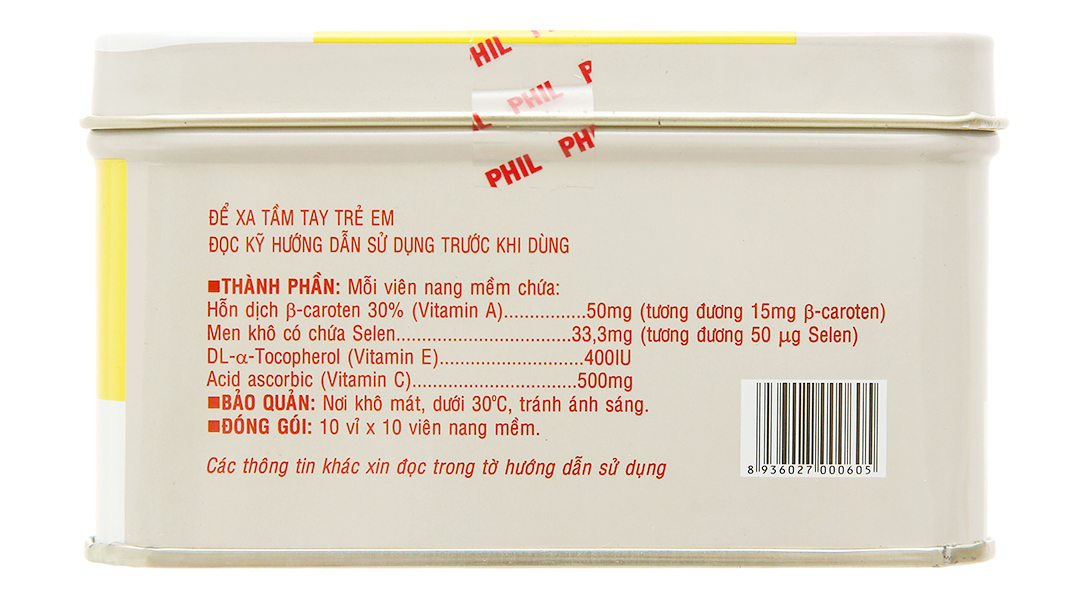 PHIL
PHIL
PHIL PHI
ĐỂ XA TẦM TAY TRẺ EM
ĐỌC KỸ HƯỚNG DẪN SỬ DỤNG TRƯỚC KHI DÙNG
■THÀNH PHẦN: Mỗi viên nang mềm chứa:
Hỗn dịch β-caroten 30% (Vitamin A)................50mg (tương đương 15mg β-caroten)
Men khô có chứa Selen..................................33,3mg (tương đương 50 µg Selen)
DL-α-Tocopherol (Vitamin E)............................400IU
Acid ascorbic (Vitamin C)................................500mg
■BẢO QUẢN: Nơi khô mát, dưới 30°C, tránh ánh sáng.
■ĐÓNG GÓI: 10 vỉ x 10 viên nang mềm.
Các thông tin khác xin đọc trong tờ hướng dẫn sử dụng
8 936027 000605